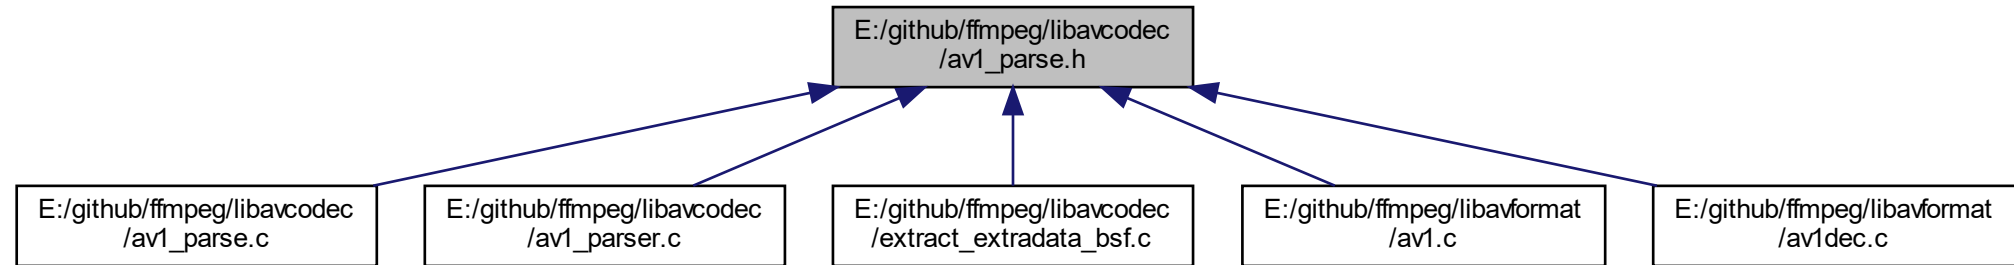 E:/github/ffmpeg/libavcodec
/av1_parse.h
E:/github/ffmpeg/libavcodec
/av1_parse.c
E:/github/ffmpeg/libavcodec
/av1_parser.c
E:/github/ffmpeg/libavcodec
/extract_extradata_bsf.c
E:/github/ffmpeg/libavformat
/av1.c
E:/github/ffmpeg/libavformat
/av1dec.c